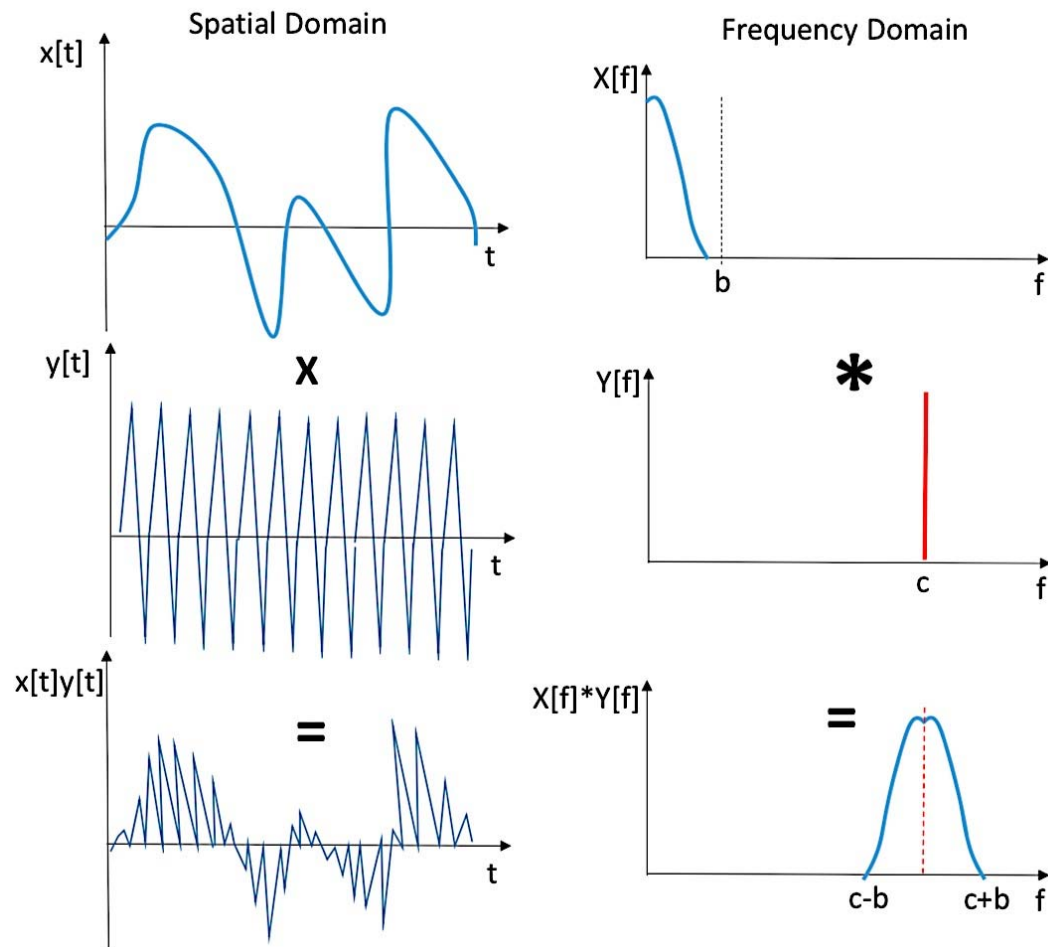 Spatial Domain
Frequency Domain
x[t]
t
X[f]
b
f
y[t]
x
t
Y[f]
*
c
f
x[t]y[t]
=
t
X[f]*Y[f]
=
c-b
c+b
f